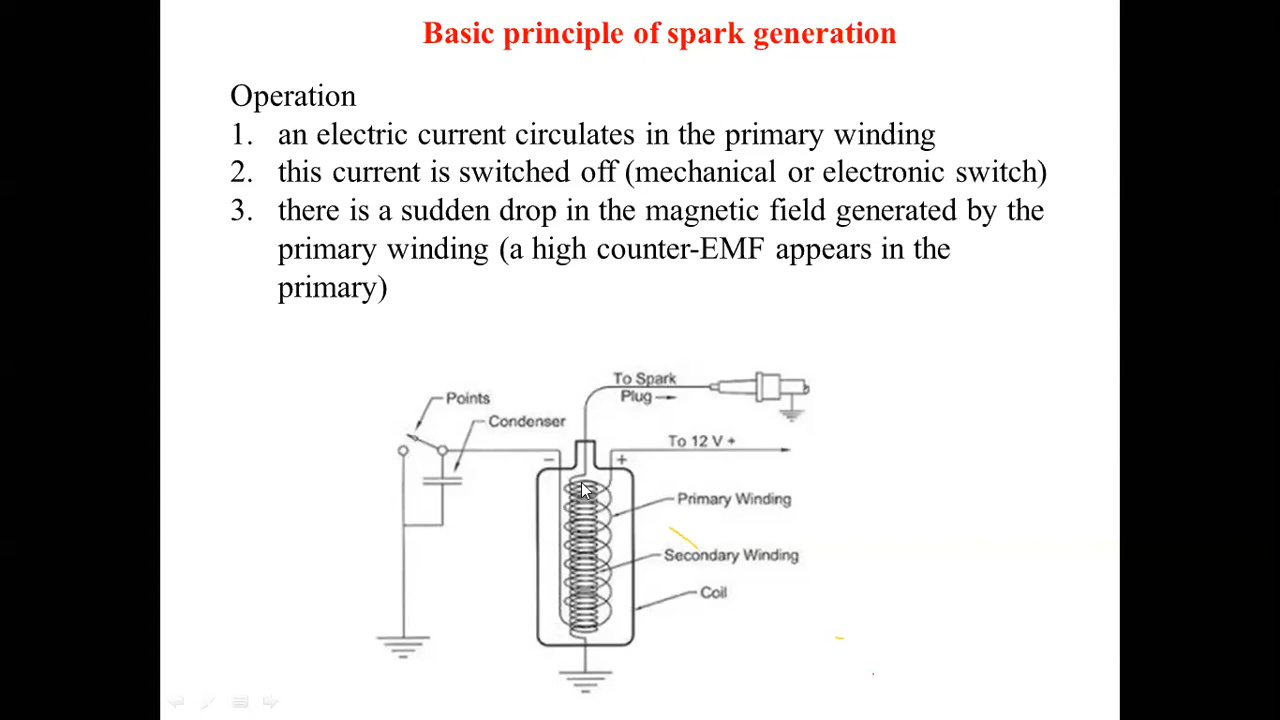 Basic principle of spark generation
Operation
1. an electric current circulates in the primary winding
2. this current is switched off (mechanical or electronic switch)
3. there is a sudden drop in the magnetic field generated by the
primary winding (a high counter-EMF appears in the
primary)
To Spark
Plug
Points
Condenser
To 12 V +
−
+
Primary Winding
Secondary Winding
Coil